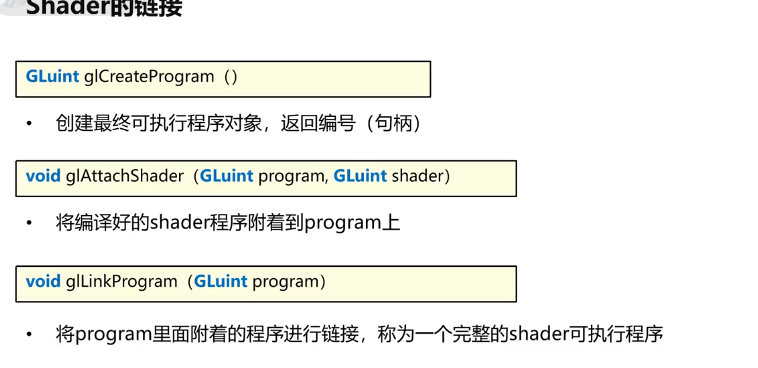 Shader的链接
GLuint glCreateProgram（）
• 创建最终可执行程序对象，返回编号（句柄）
void glAttachShader（GLuint program, GLuint shader）
• 将编译好的shader程序附着到program上
void glLinkProgram（GLuint program）
• 将program里面附着的程序进行链接，称为一个完整的shader可执行程序